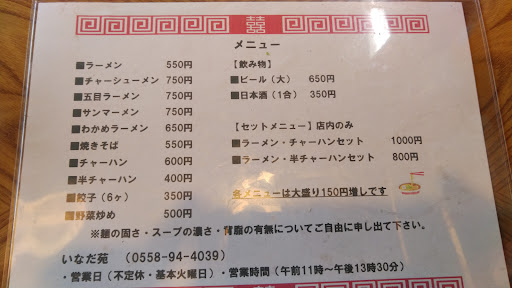 囍
メニュー
■ラーメン 550円
■チャーシューメン 750円
■五目ラーメン 750円
■サンマーメン 750円
■わかめラーメン 650円
■焼きそば 550円
■チャーハン 600円
■半チャーハン 400円
■餃子（6ヶ） 350円
■野菜炒め 500円
【飲み物】
■ビール（大） 650円
■日本酒（1合） 350円
【セットメニュー】店内のみ
■ラーメン・チャーハンセット 1000円
■ラーメン・半チャーハンセット 800円
各メニューは大盛り150円増しです
※麺の固さ・スープの濃さ・背脂の有無についてご自由に申し出て下さい。
いなだ苑 （0558-94-4039）
・営業日（不定休・基本火曜日）・営業時間（午前11時～午後13時30分）